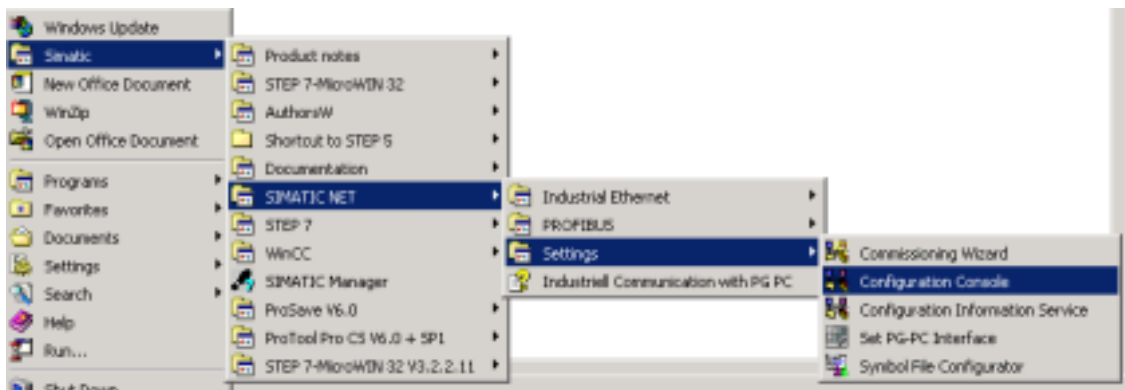 Windows Update
Simatic
New Office Document
WinZip
Open Office Document
Programs
Favorites
Documents
Settings
Search
Help
Run...
Shut Down...
Product notes
STEP 7-MicroWIN 32
AuthorsW
Shortcut to STEP 5
Documentation
SIMATIC NET
STEP 7
WinCC
SIMATIC Manager
ProSave V6.0
ProTool Pro CS V6.0 + SP1
STEP 7-MicroWIN 32 V3.2.2.11
Industrial Ethernet
PROFIBUS
Settings
Industriell Communication with PG PC
Commissioning Wizard
Configuration Console
Configuration Information Service
Set PG-PC Interface
Symbol File Configurator